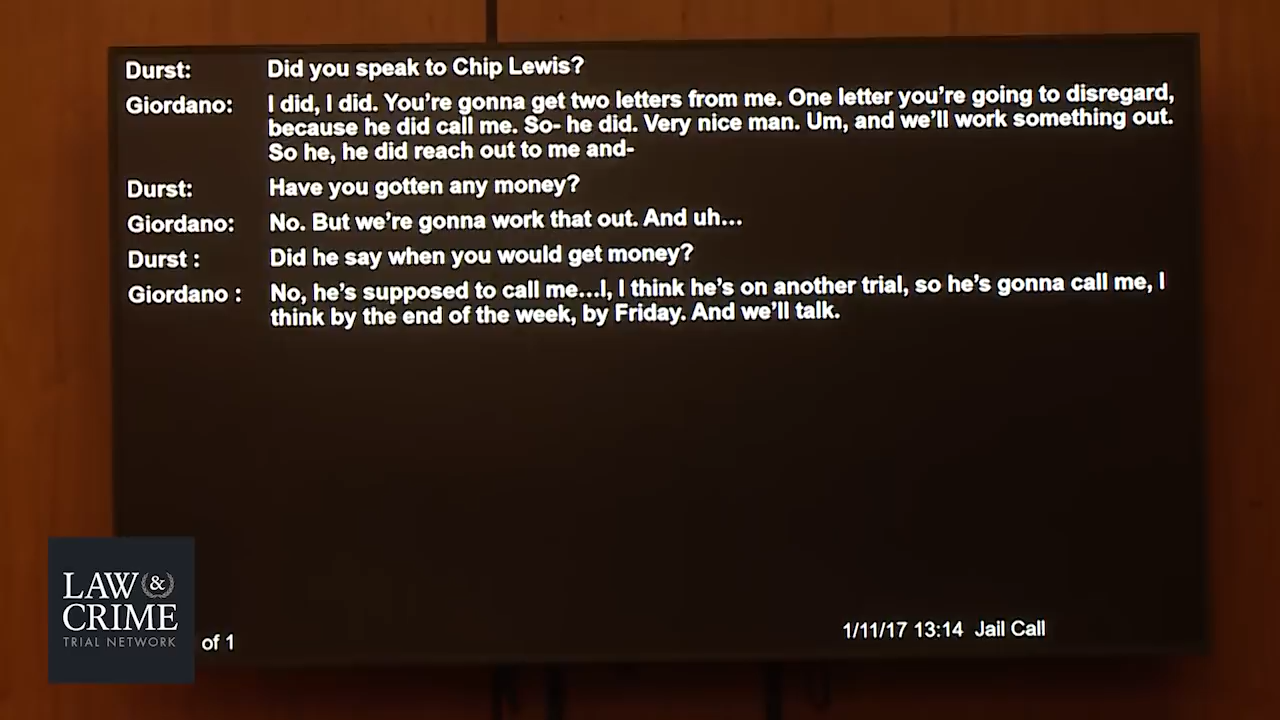 Durst: Did you speak to Chip Lewis?
Giordano: I did, I did. You're gonna get two letters from me. One letter you're going to disregard,
because he did call me. So- he did. Very nice man. Um, and we'll work something out.
So he, he did reach out to me and-
Durst: Have you gotten any money?
Giordano: No. But we're gonna work that out. And uh...
Durst : Did he say when you would get money?
Giordano : No, he's supposed to call me...I, I think he's on another trial, so he's gonna call me, I
think by the end of the week, by Friday. And we'll talk.
LAW &
CRIME
TRIAL NETWORK
of 1
1/11/17 13:14 Jail Call